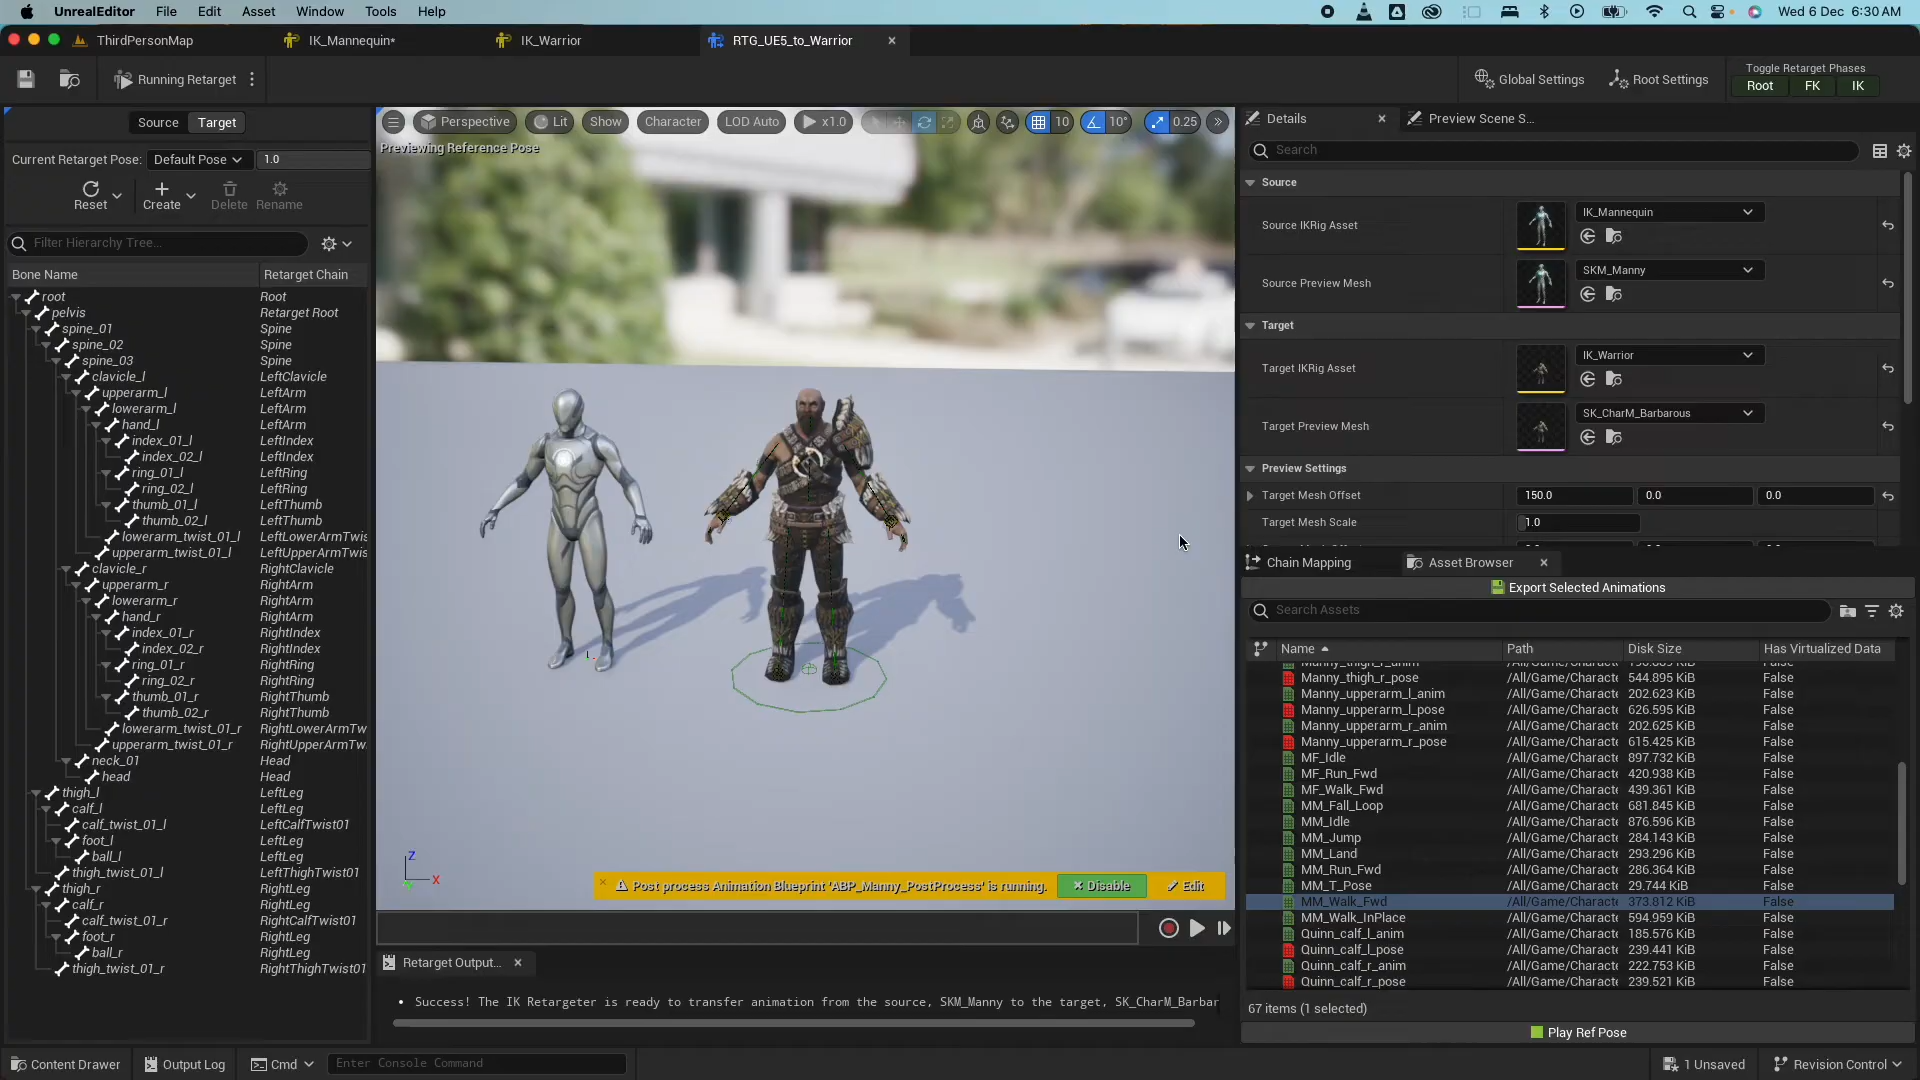 UnrealEditor File Edit Asset Window Tools Help
Wed 6 Dec 6:30 AM
ThirdPersonMap
IK_Mannequin*
IK_Warrior
RTG_UE5_to_Warrior
Running Retarget
Global Settings
Root Settings
Toggle Retarget Phases
Root FK IK
Source Target
Current Retarget Pose: Default Pose 1.0
Reset Create Delete Rename
Filter Hierarchy Tree...
Bone Name Retarget Chain
root Root
pelvis Retarget Root
spine_01 Spine
spine_02 Spine
spine_03 Spine
clavicle_l LeftClavicle
upperarm_l LeftArm
lowerarm_l LeftArm
hand_l LeftArm
index_01_l LeftIndex
index_02_l LeftIndex
ring_01_l LeftRing
ring_02_l LeftRing
thumb_01_l LeftThumb
thumb_02_l LeftThumb
lowerarm_twist_01_l LeftLowerArmTwis
upperarm_twist_01_l LeftUpperArmTwis
clavicle_r RightClavicle
upperarm_r RightArm
lowerarm_r RightArm
hand_r RightArm
index_01_r RightIndex
index_02_r RightIndex
ring_01_r RightRing
ring_02_r RightRing
thumb_01_r RightThumb
thumb_02_r RightThumb
lowerarm_twist_01_r RightLowerArmTw
upperarm_twist_01_r RightUpperArmTw
neck_01 Head
head Head
thigh_l LeftLeg
calf_l LeftLeg
calf_twist_01_l LeftCalfTwist01
foot_l LeftLeg
ball_l LeftLeg
thigh_twist_01_l LeftThighTwist01
thigh_r RightLeg
calf_r RightLeg
calf_twist_01_r RightCalfTwist01
foot_r RightLeg
ball_r RightLeg
thigh_twist_01_r RightThighTwist01
Perspective Lit Show Character LOD Auto x1.0 10 10° 0.25
Previewing Reference Pose
Z
X
Post process Animation Blueprint 'ABP_Manny_PostProcess' is running. Disable Edit
Retarget Output...
• Success! The IK Retargeter is ready to transfer animation from the source, SKM_Manny to the target, SK_CharM_Barbar
Details
Preview Scene S...
Search
Source
Source IKRig Asset IK_Mannequin
Source Preview Mesh SKM_Manny
Target
Target IKRig Asset IK_Warrior
Target Preview Mesh SK_CharM_Barbarous
Preview Settings
Target Mesh Offset 150.0 0.0 0.0
Target Mesh Scale 1.0
Chain Mapping
Asset Browser
Export Selected Animations
Search Assets
Name Path Disk Size Has Virtualized Data
Manny_thigh_r_pose /All/Game/Characte 544.895 KiB False
Manny_upperarm_l_anim /All/Game/Characte 202.623 KiB False
Manny_upperarm_l_pose /All/Game/Characte 626.595 KiB False
Manny_upperarm_r_anim /All/Game/Characte 202.625 KiB False
Manny_upperarm_r_pose /All/Game/Characte 615.425 KiB False
MF_Idle /All/Game/Characte 897.732 KiB False
MF_Run_Fwd /All/Game/Characte 420.938 KiB False
MF_Walk_Fwd /All/Game/Characte 439.361 KiB False
MM_Fall_Loop /All/Game/Characte 681.845 KiB False
MM_Idle /All/Game/Characte 876.596 KiB False
MM_Jump /All/Game/Characte 284.143 KiB False
MM_Land /All/Game/Characte 293.296 KiB False
MM_Run_Fwd /All/Game/Characte 286.364 KiB False
MM_T_Pose /All/Game/Characte 29.744 KiB False
MM_Walk_Fwd /All/Game/Characte 373.812 KiB False
MM_Walk_InPlace /All/Game/Characte 594.959 KiB False
Quinn_calf_l_anim /All/Game/Characte 185.576 KiB False
Quinn_calf_l_pose /All/Game/Characte 239.441 KiB False
Quinn_calf_r_anim /All/Game/Characte 222.753 KiB False
Quinn_calf_r_pose /All/Game/Characte 239.521 KiB False
67 items (1 selected)
Play Ref Pose
Content Drawer
Output Log
Cmd
Enter Console Command
1 Unsaved
Revision Control